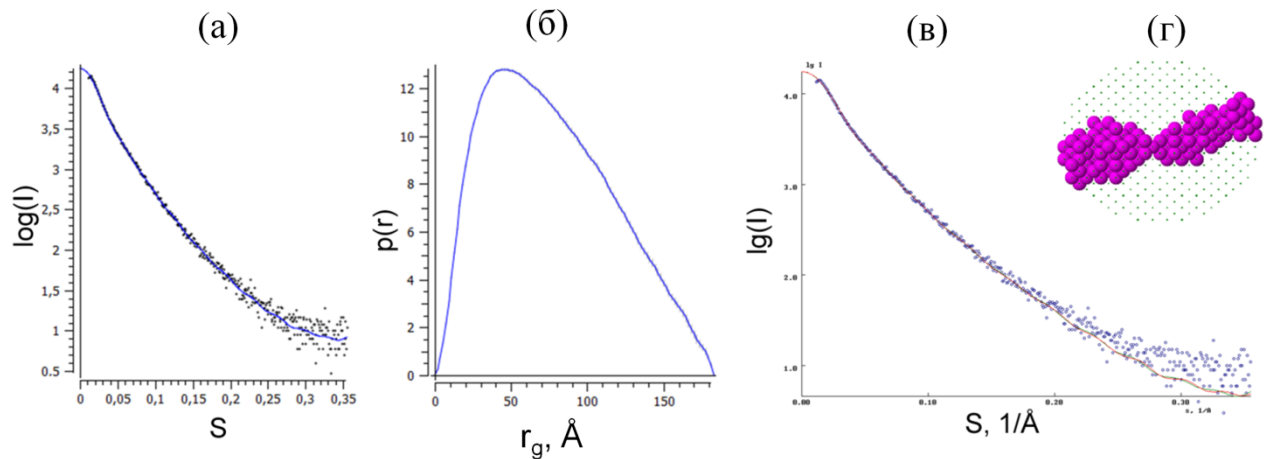 (а)
(б)
(в)
(г)
log(I)
4
3,5
3
2,5
2
1,5
1
0.5
0
0,05
0,1
0,15
0,2
0,25
0,3
0,35
S
p(r)
12
10
8
6
4
2
0
0
50
100
150
r_g, Å
lg I
lg(I)
4.0
3.0
2.0
1.0
0.00
0.10
0.20
0.30
s, 1/Å
S, 1/Å